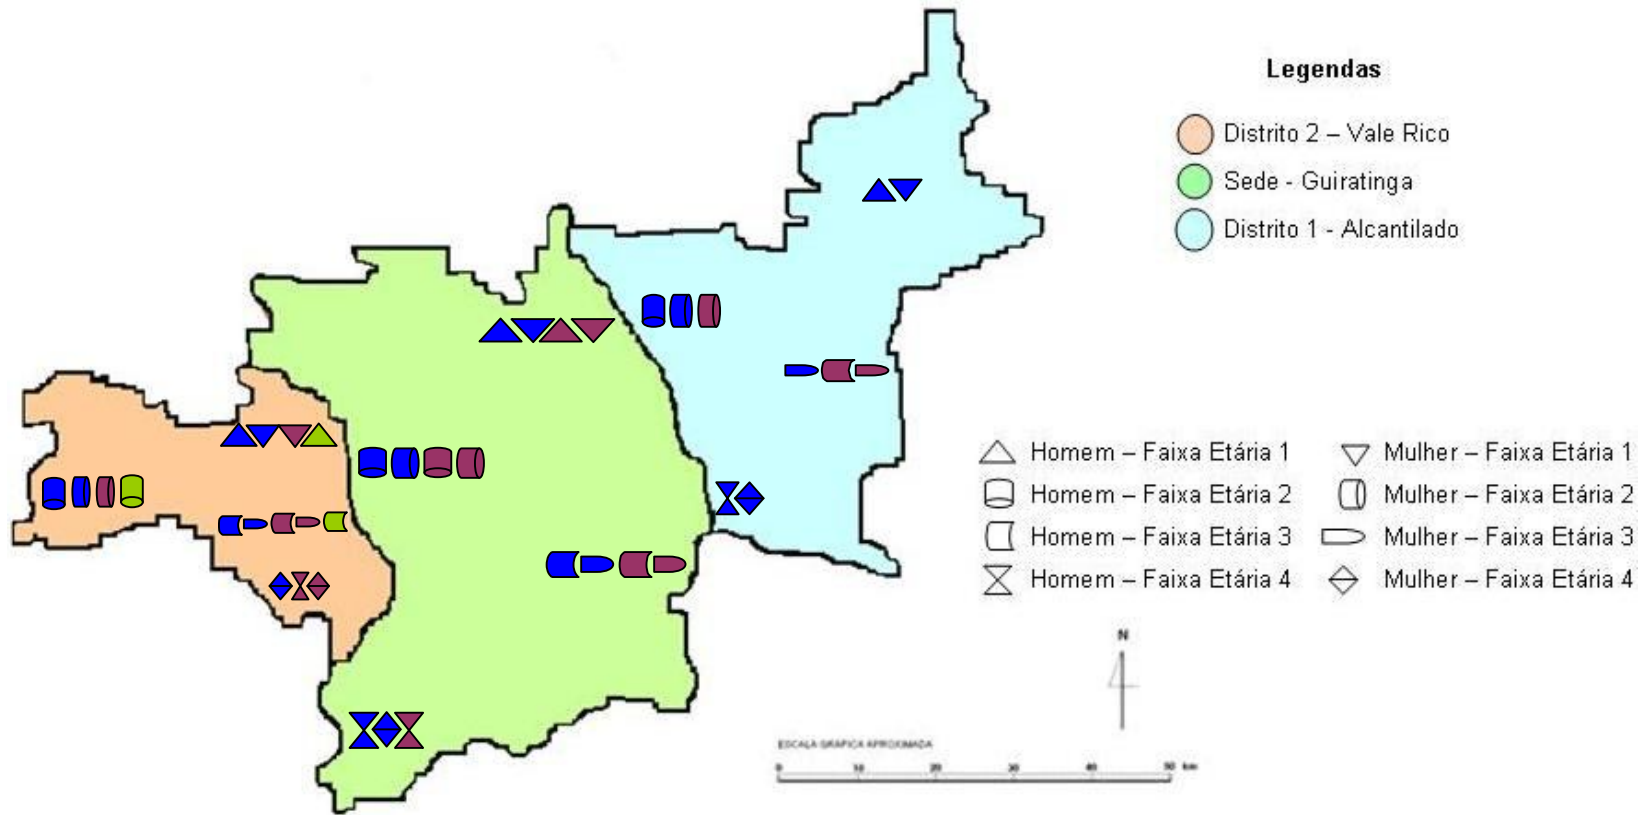 Legendas
Distrito 2 – Vale Rico
Sede - Guiratinga
Distrito 1 - Alcantilado
Homem – Faixa Etária 1
Mulher – Faixa Etária 1
Homem – Faixa Etária 2
Mulher – Faixa Etária 2
Homem – Faixa Etária 3
Mulher – Faixa Etária 3
Homem – Faixa Etária 4
Mulher – Faixa Etária 4
N
ESCALA GRAFICA APROXIMADA
0 10 20 30 40 50 km